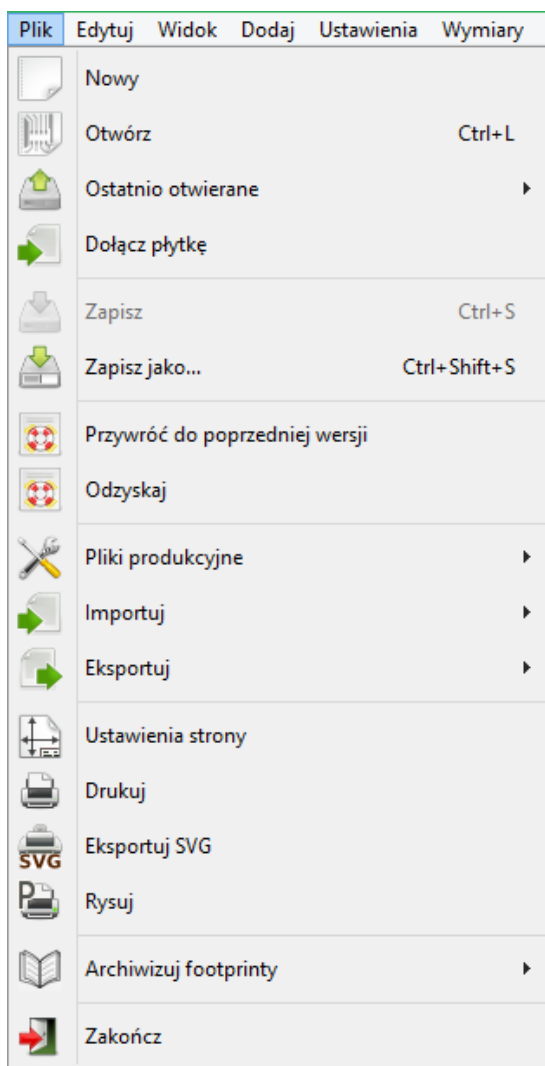 Plik Edytuj Widok Dodaj Ustawienia Wymiary
Nowy
Otwórz Ctrl+L
Ostatnio otwierane
Dołącz płytkę
Zapisz Ctrl+S
Zapisz jako... Ctrl+Shift+S
Przywróć do poprzedniej wersji
Odzyskaj
Pliki produkcyjne
Importuj
Eksportuj
Ustawienia strony
Drukuj
SVG Eksportuj SVG
P Rysuj
Archiwizuj footprinty
Zakończ